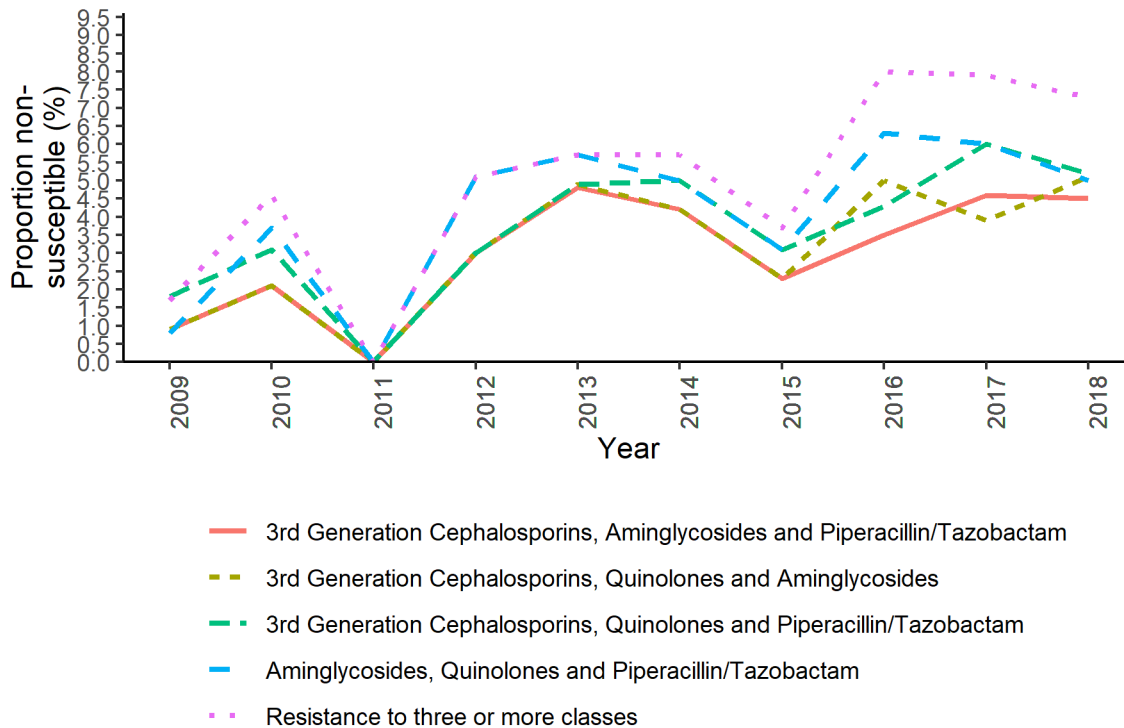 9.5
9.0
8.5
8.0
7.5
7.0
6.5
6.0
5.5
5.0
4.5
4.0
3.5
3.0
2.5
2.0
1.5
1.0
0.5
0.0
Proportion non-
susceptible (%)
2009 2010 2011 2012 2013 2014 2015 2016 2017 2018
Year
3rd Generation Cephalosporins, Aminglycosides and Piperacillin/Tazobactam
3rd Generation Cephalosporins, Quinolones and Aminglycosides
3rd Generation Cephalosporins, Quinolones and Piperacillin/Tazobactam
Aminglycosides, Quinolones and Piperacillin/Tazobactam
Resistance to three or more classes